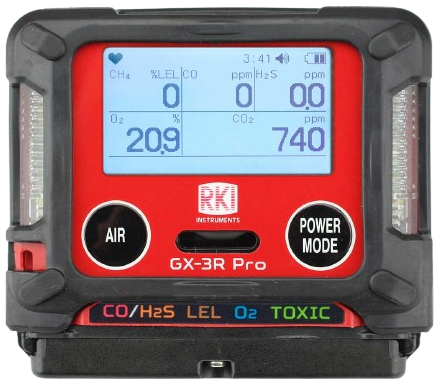 3:41
CH₄ %LEL CO ppm H₂S ppm
0 0 0.0
O₂ % CO₂ ppm
20.9 740
RKI
INSTRUMENTS
AIR
POWER MODE
GX-3R Pro
CO/H2S LEL O2 TOXIC